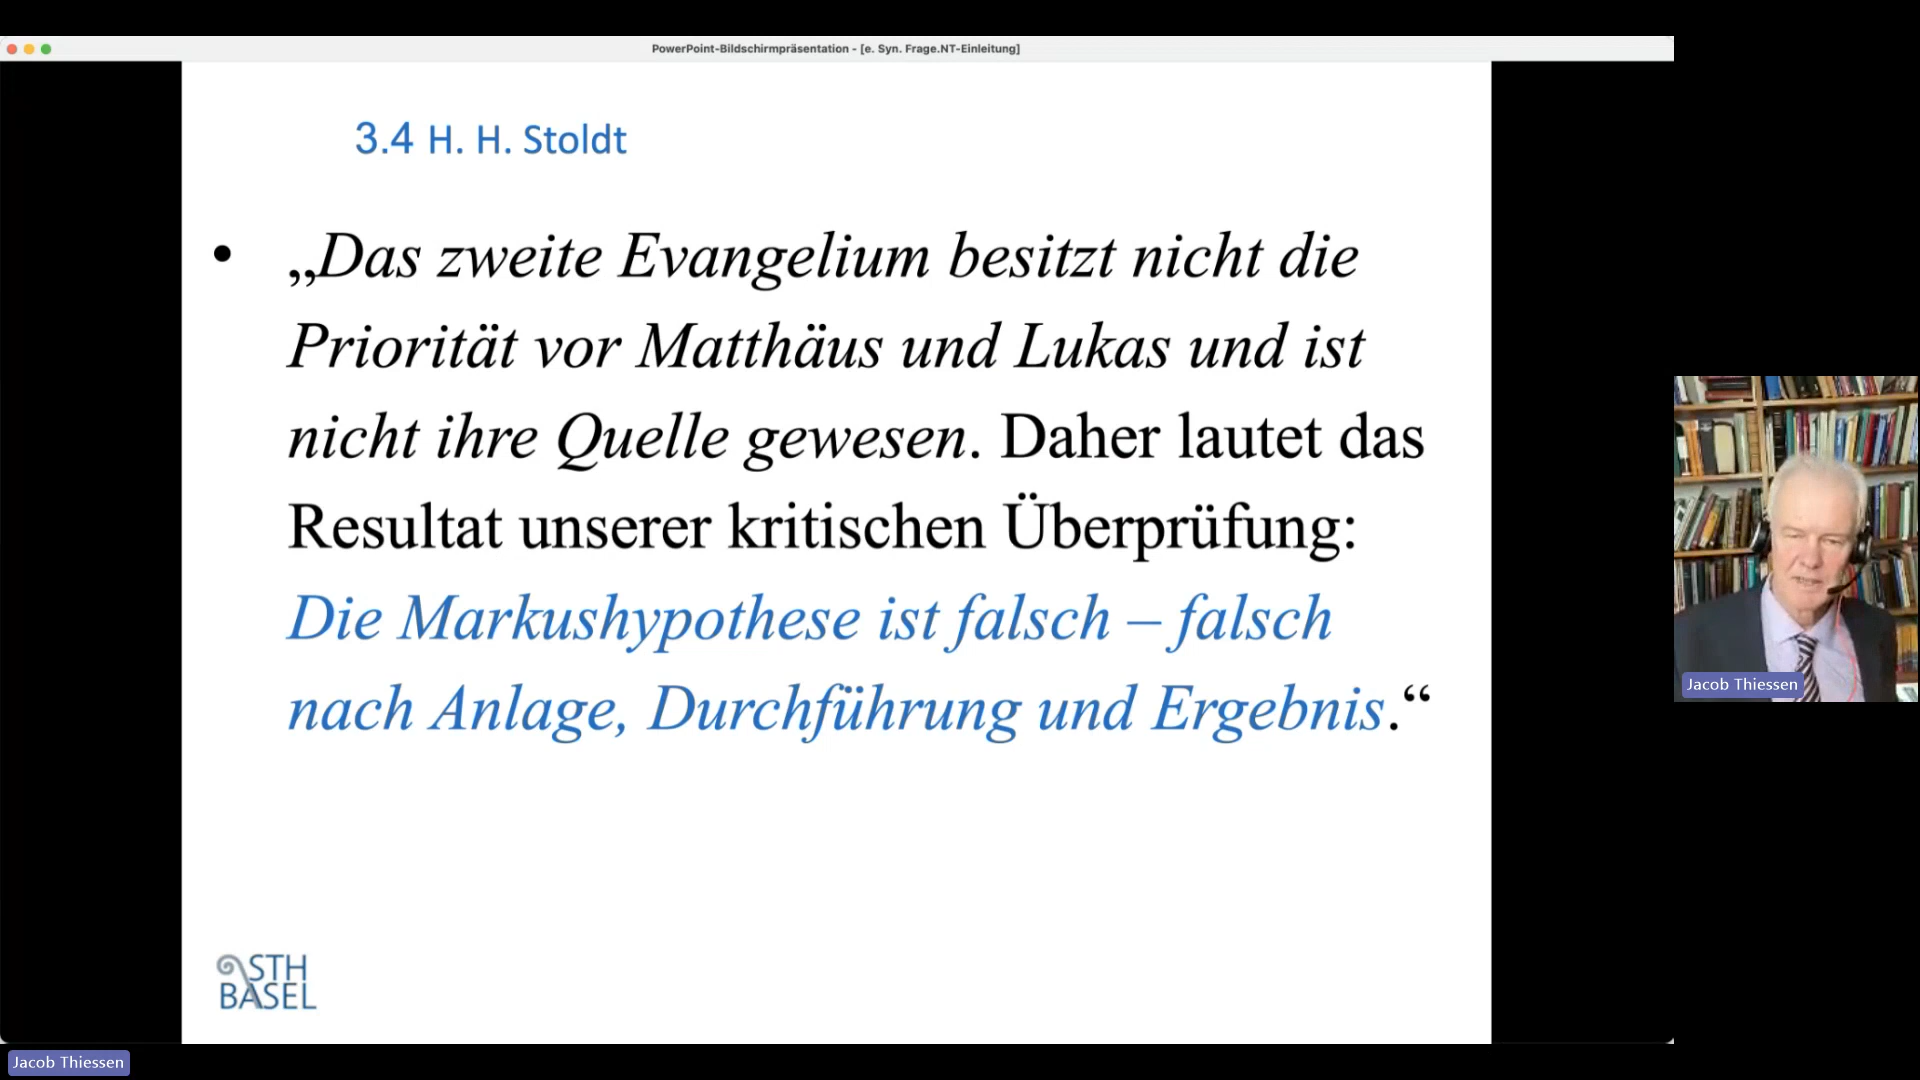 PowerPoint-Bildschirmpräsentation - [e. Syn. Frage.NT-Einleitung]
3.4 H. H. Stoldt
• „Das zweite Evangelium besitzt nicht die
Priorität vor Matthäus und Lukas und ist
nicht ihre Quelle gewesen. Daher lautet das
Resultat unserer kritischen Überprüfung:
Die Markushypothese ist falsch – falsch
nach Anlage, Durchführung und Ergebnis.“
STH
BASEL
Jacob Thiessen
Jacob Thiessen